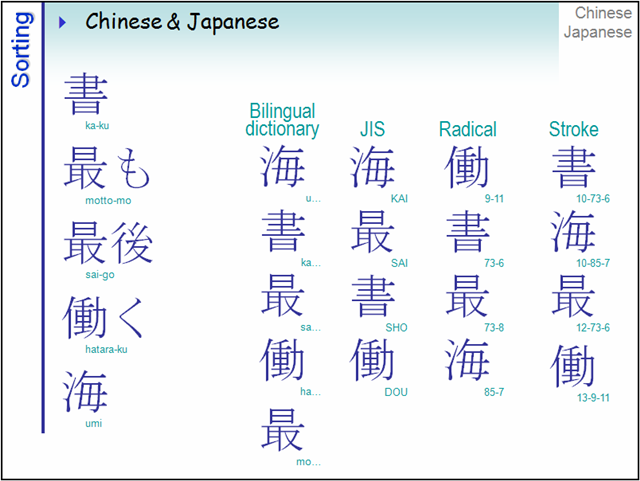 Sorting
Chinese & Japanese
Chinese
Japanese
書
ka-ku
最も
motto-mo
最後
sai-go
働く
hatara-ku
海
umi
Bilingual
dictionary
海
u...
書
ka...
最
sa...
働
ha...
最
mo...
JIS
海
KAI
最
SAI
書
SHO
働
DOU
Radical
働
9-11
書
73-6
最
73-8
海
85-7
Stroke
書
10-73-6
海
10-85-7
最
12-73-6
働
13-9-11